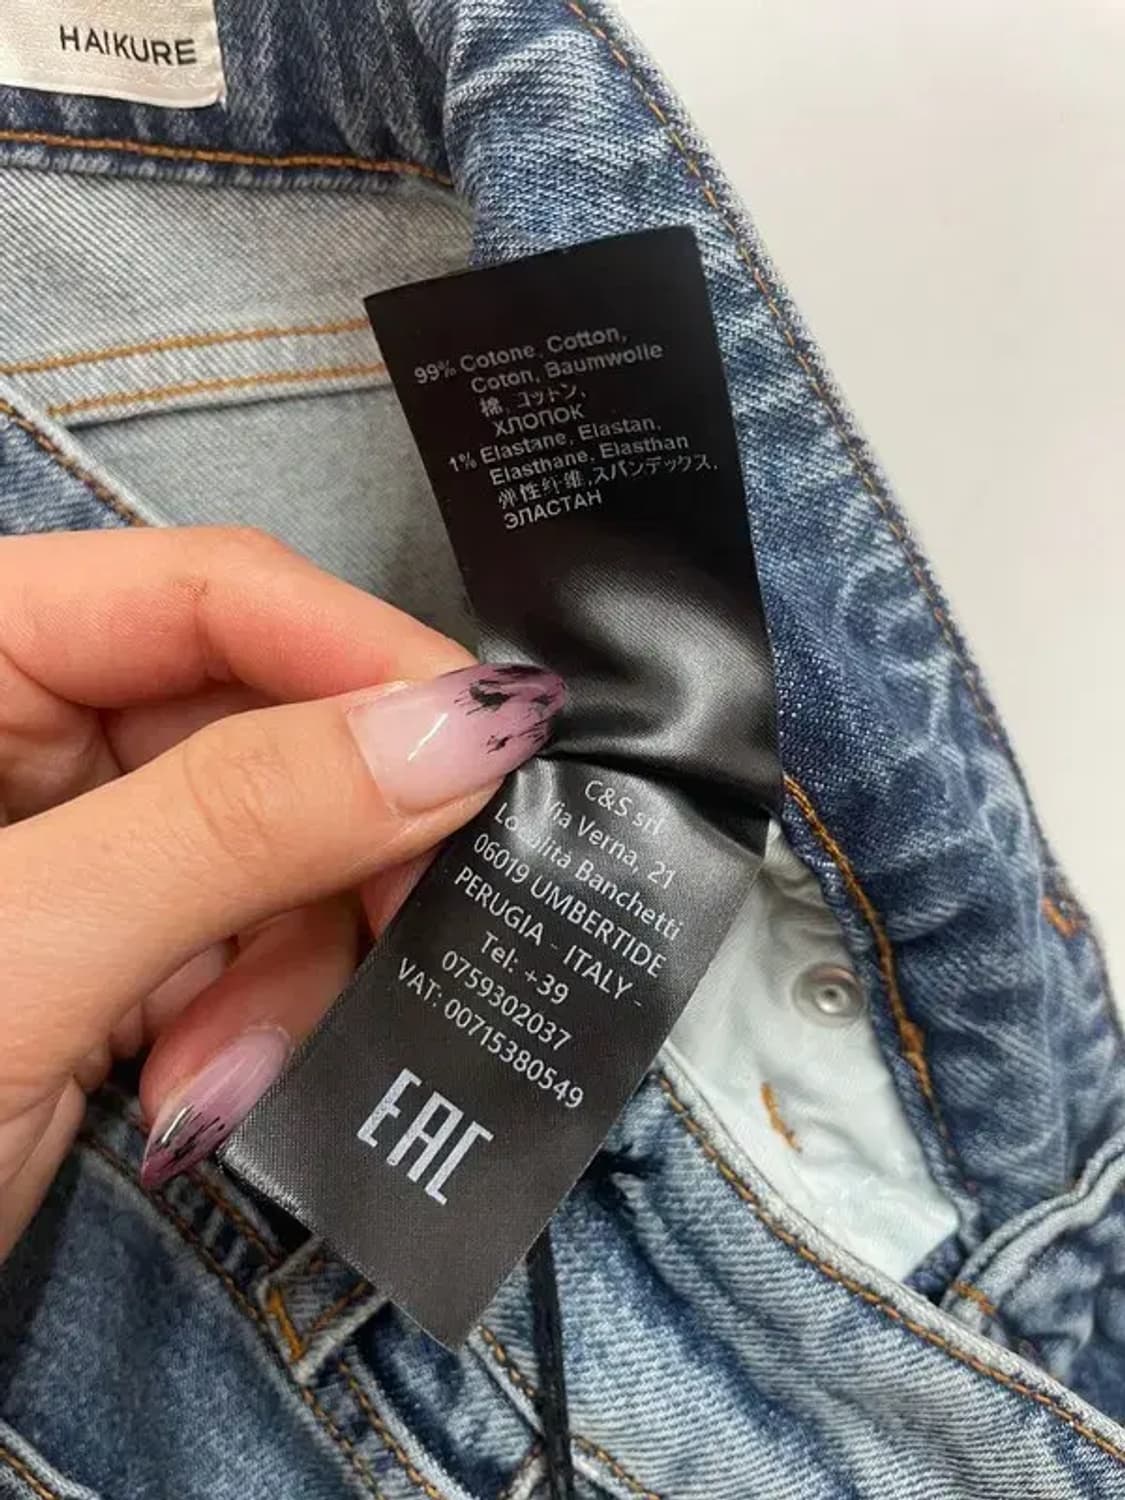 HAIKURE
99% Cotone, Cotton,
Coton, Baumwolle
棉, コットン,
ХЛОПОК
1% Elastane, Elastan,
Elasthane, Elasthan
弹性纤维,スパンデックス,
ЭЛАСТАН
C&S srl
Via Verna, 21
Località Banchetti
06019 UMBERTIDE
PERUGIA - ITALY -
Tel: +39
0759302037
VAT: 00715380549
EAC